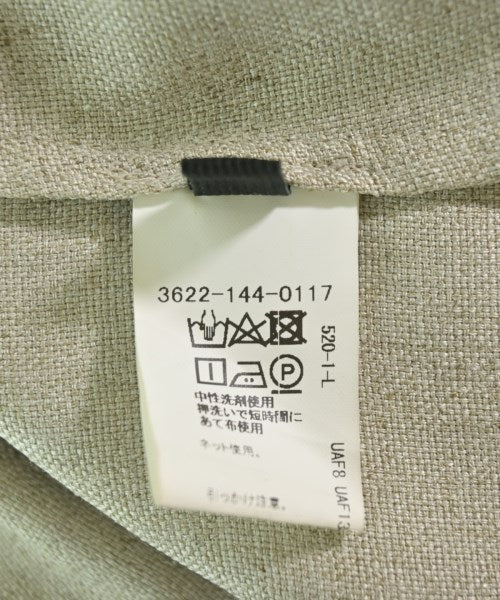 3622-144-0117
中性洗剤使用
押洗いで短時間に
あて布使用
ネット使用。
引っかけ注意。
520-1-L
UAF8 UAF13